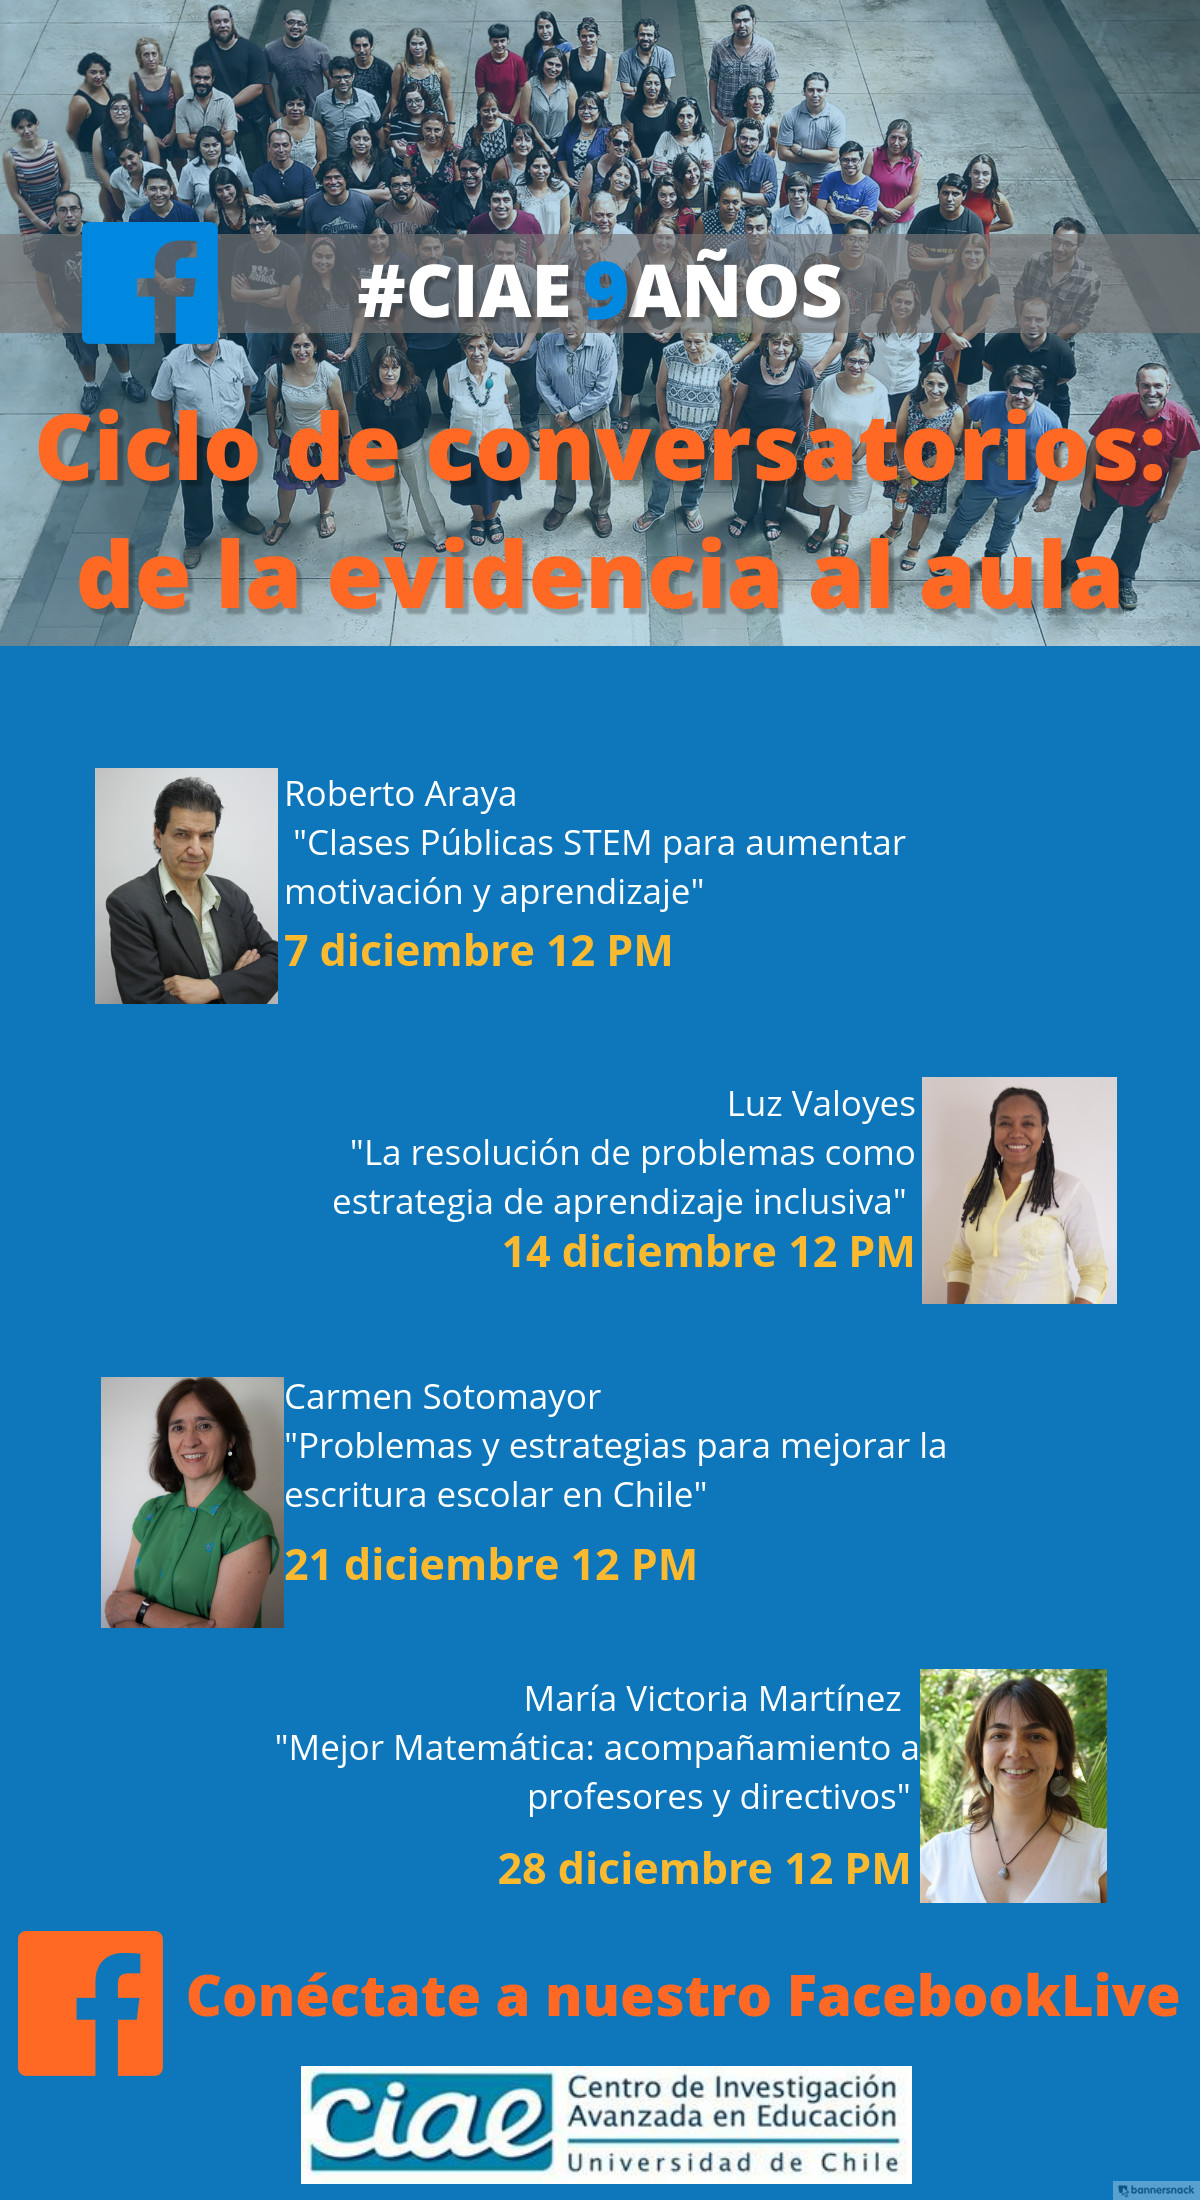 #CIAE 9AÑOS
Ciclo de conversatorios:
de la evidencia al aula
Roberto Araya
"Clases Públicas STEM para aumentar
motivación y aprendizaje"
7 diciembre 12 PM
Luz Valoyes
"La resolución de problemas como
estrategia de aprendizaje inclusiva"
14 diciembre 12 PM
Carmen Sotomayor
"Problemas y estrategias para mejorar la
escritura escolar en Chile"
21 diciembre 12 PM
María Victoria Martínez
"Mejor Matemática: acompañamiento a
profesores y directivos"
28 diciembre 12 PM
Conéctate a nuestro FacebookLive
ciae
Centro de Investigación
Avanzada en Educación
Universidad de Chile
bannersnack